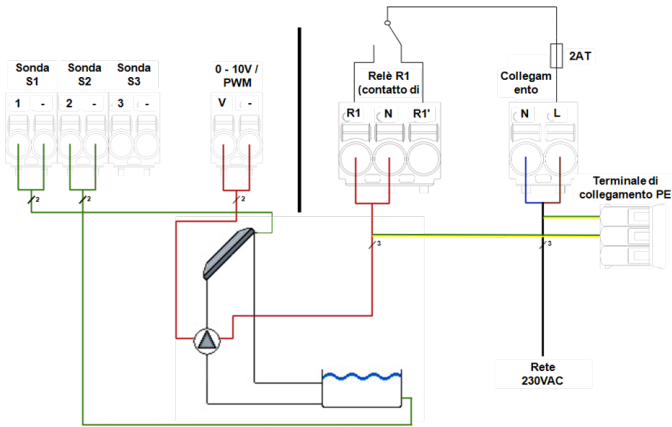 2AT
Sonda
S1
Sonda
S2
Sonda
S3
0 - 10V /
PWM
Relè R1
(contatto di
Collegam
ento
1
-
2
-
3
-
V
-
R1
N
R1'
N
L
Terminale di
collegamento PE
2
2
2
3
3
Rete
230VAC